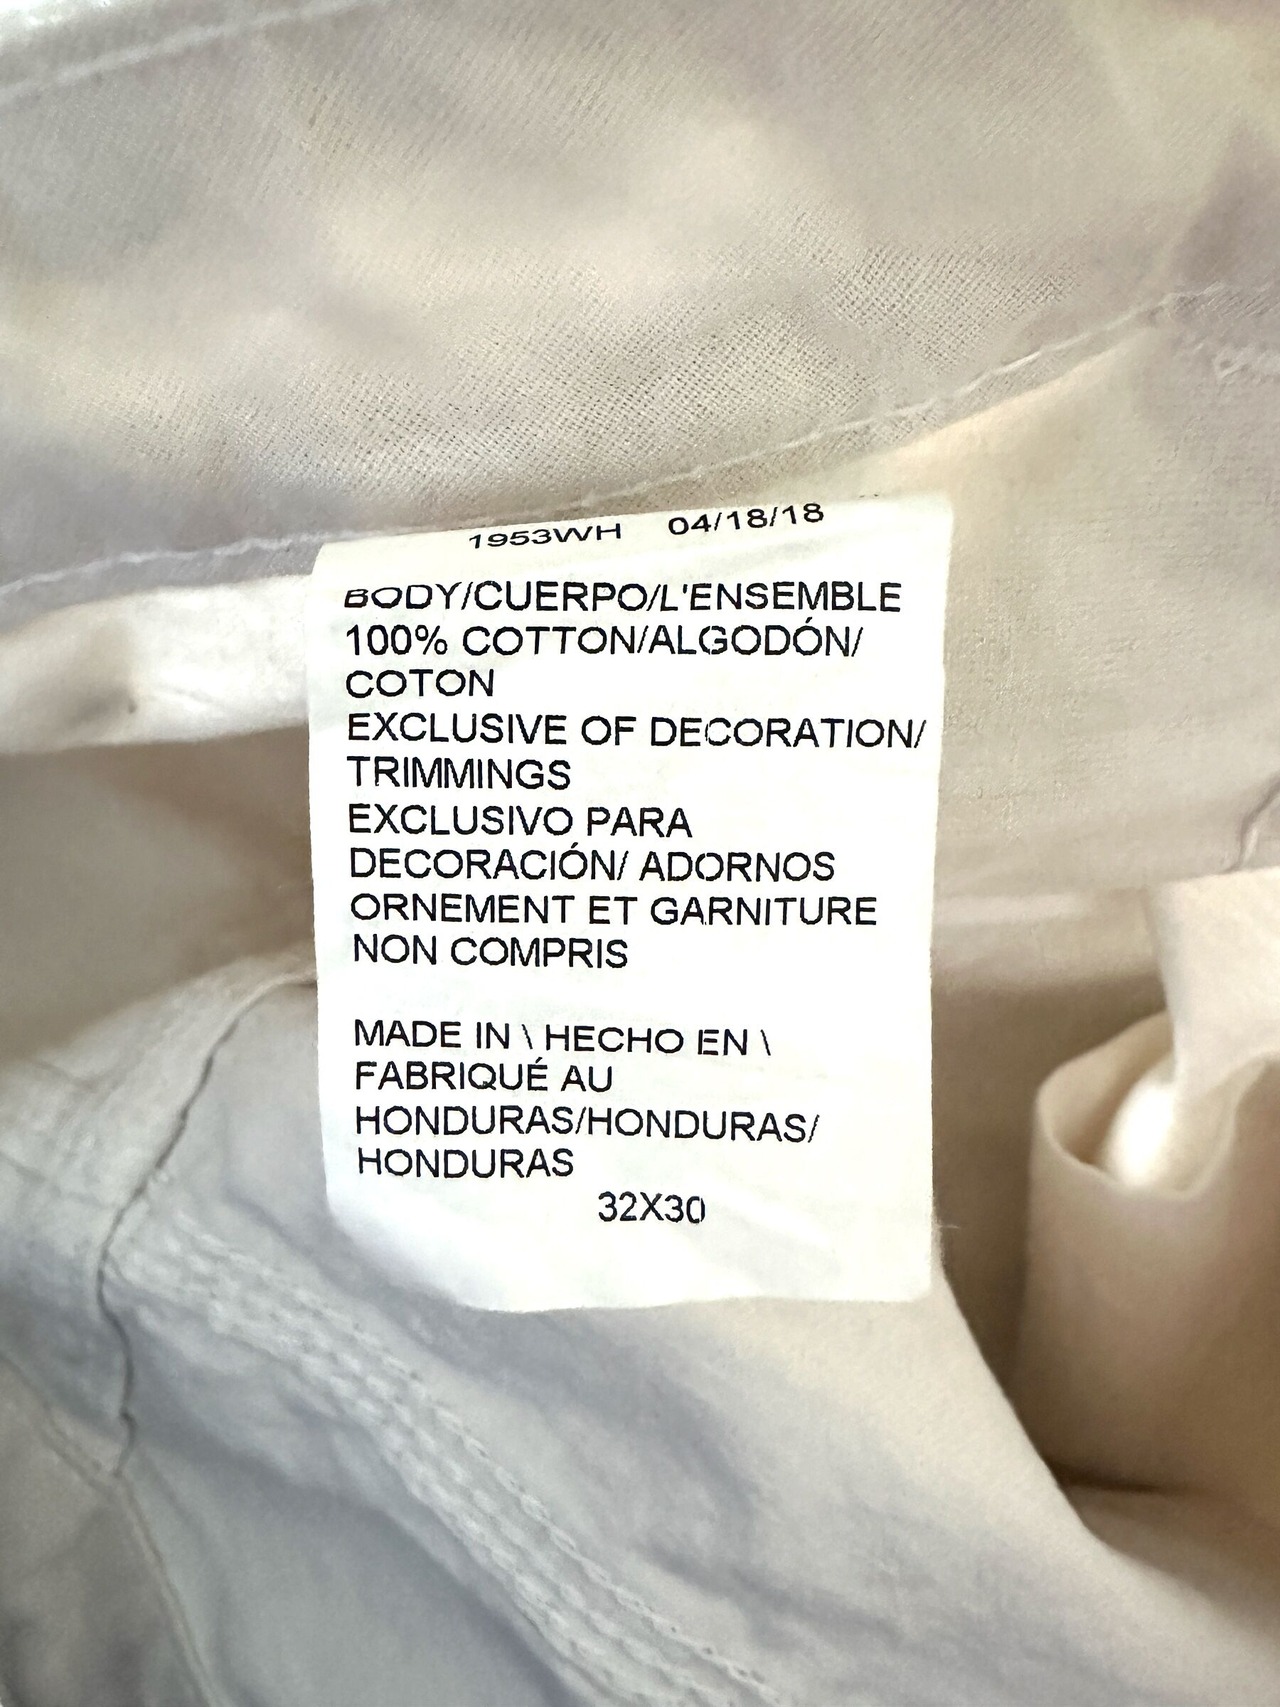 1953WH 04/18/18
BODY/CUERPO/L'ENSEMBLE
100% COTTON/ALGODÓN/
COTON
EXCLUSIVE OF DECORATION/
TRIMMINGS
EXCLUSIVO PARA
DECORACIÓN/ ADORNOS
ORNEMENT ET GARNITURE
NON COMPRIS
MADE IN \ HECHO EN \
FABRIQUÉ AU
HONDURAS/HONDURAS/
HONDURAS
32X30